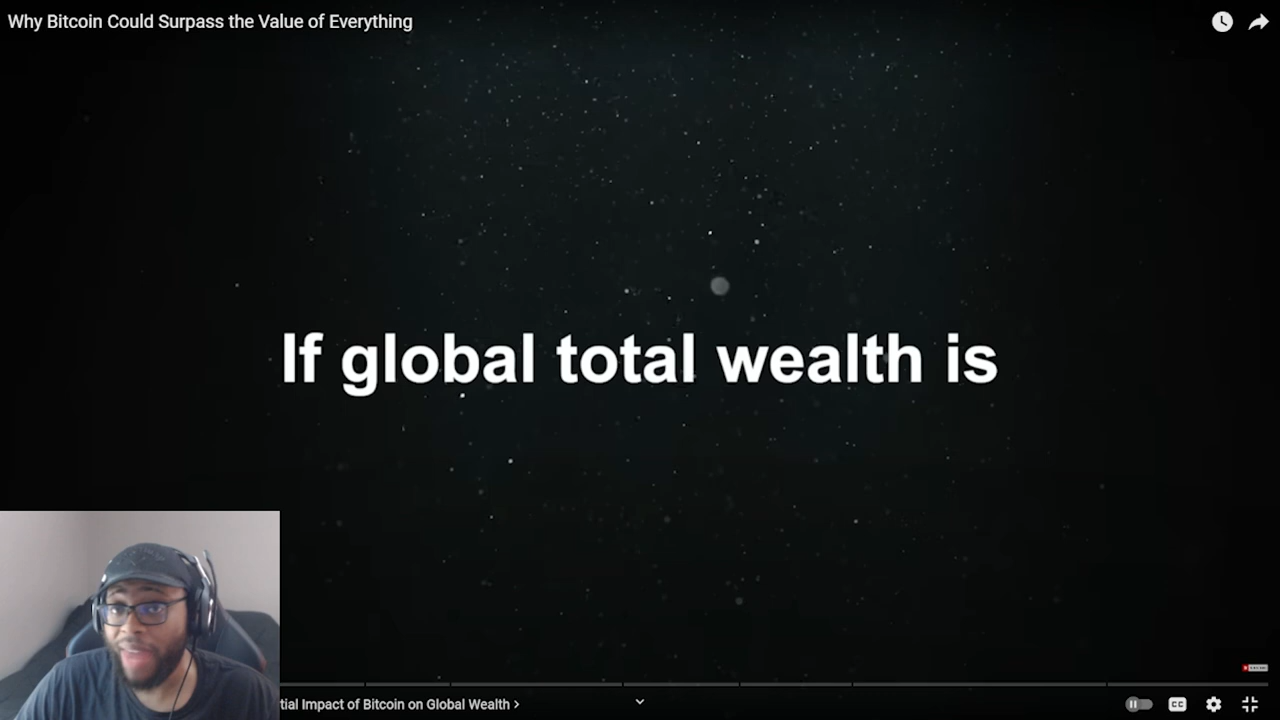 Why Bitcoin Could Surpass the Value of Everything
If global total wealth is
tial Impact of Bitcoin on Global Wealth >
CC